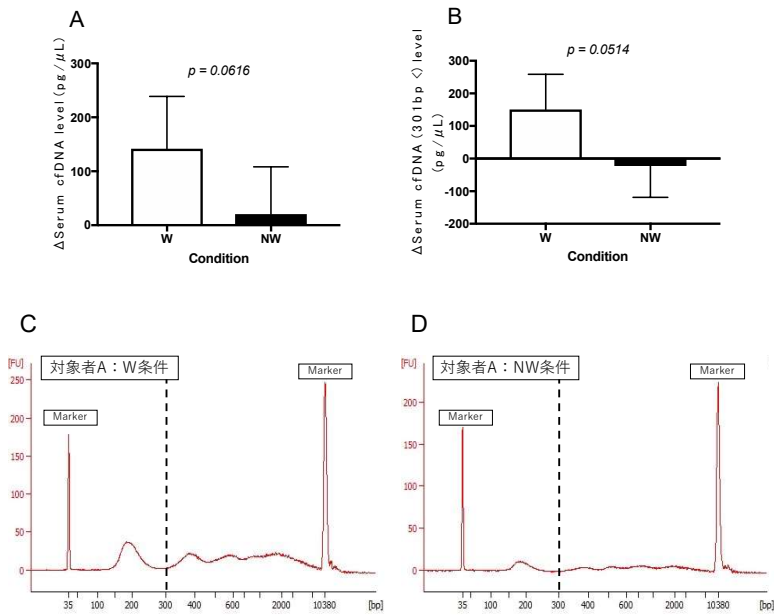 A
p = 0.0616
ΔSerum cfDNA level (pg/μL)
300
200
100
0
W NW
Condition
B
p = 0.0514
ΔSerum cfDNA (301bp <) level
(pg/μL)
300
200
100
0
-100
-200
W NW
Condition
C
[FU]
対象者A：W条件
Marker
Marker
250
200
150
100
50
0
35 100 200 300 400 600 2000 10380 [bp]
D
[FU]
対象者A：NW条件
Marker
Marker
200
150
100
50
0
35 100 200 300 400 600 2000 10380 [bp]